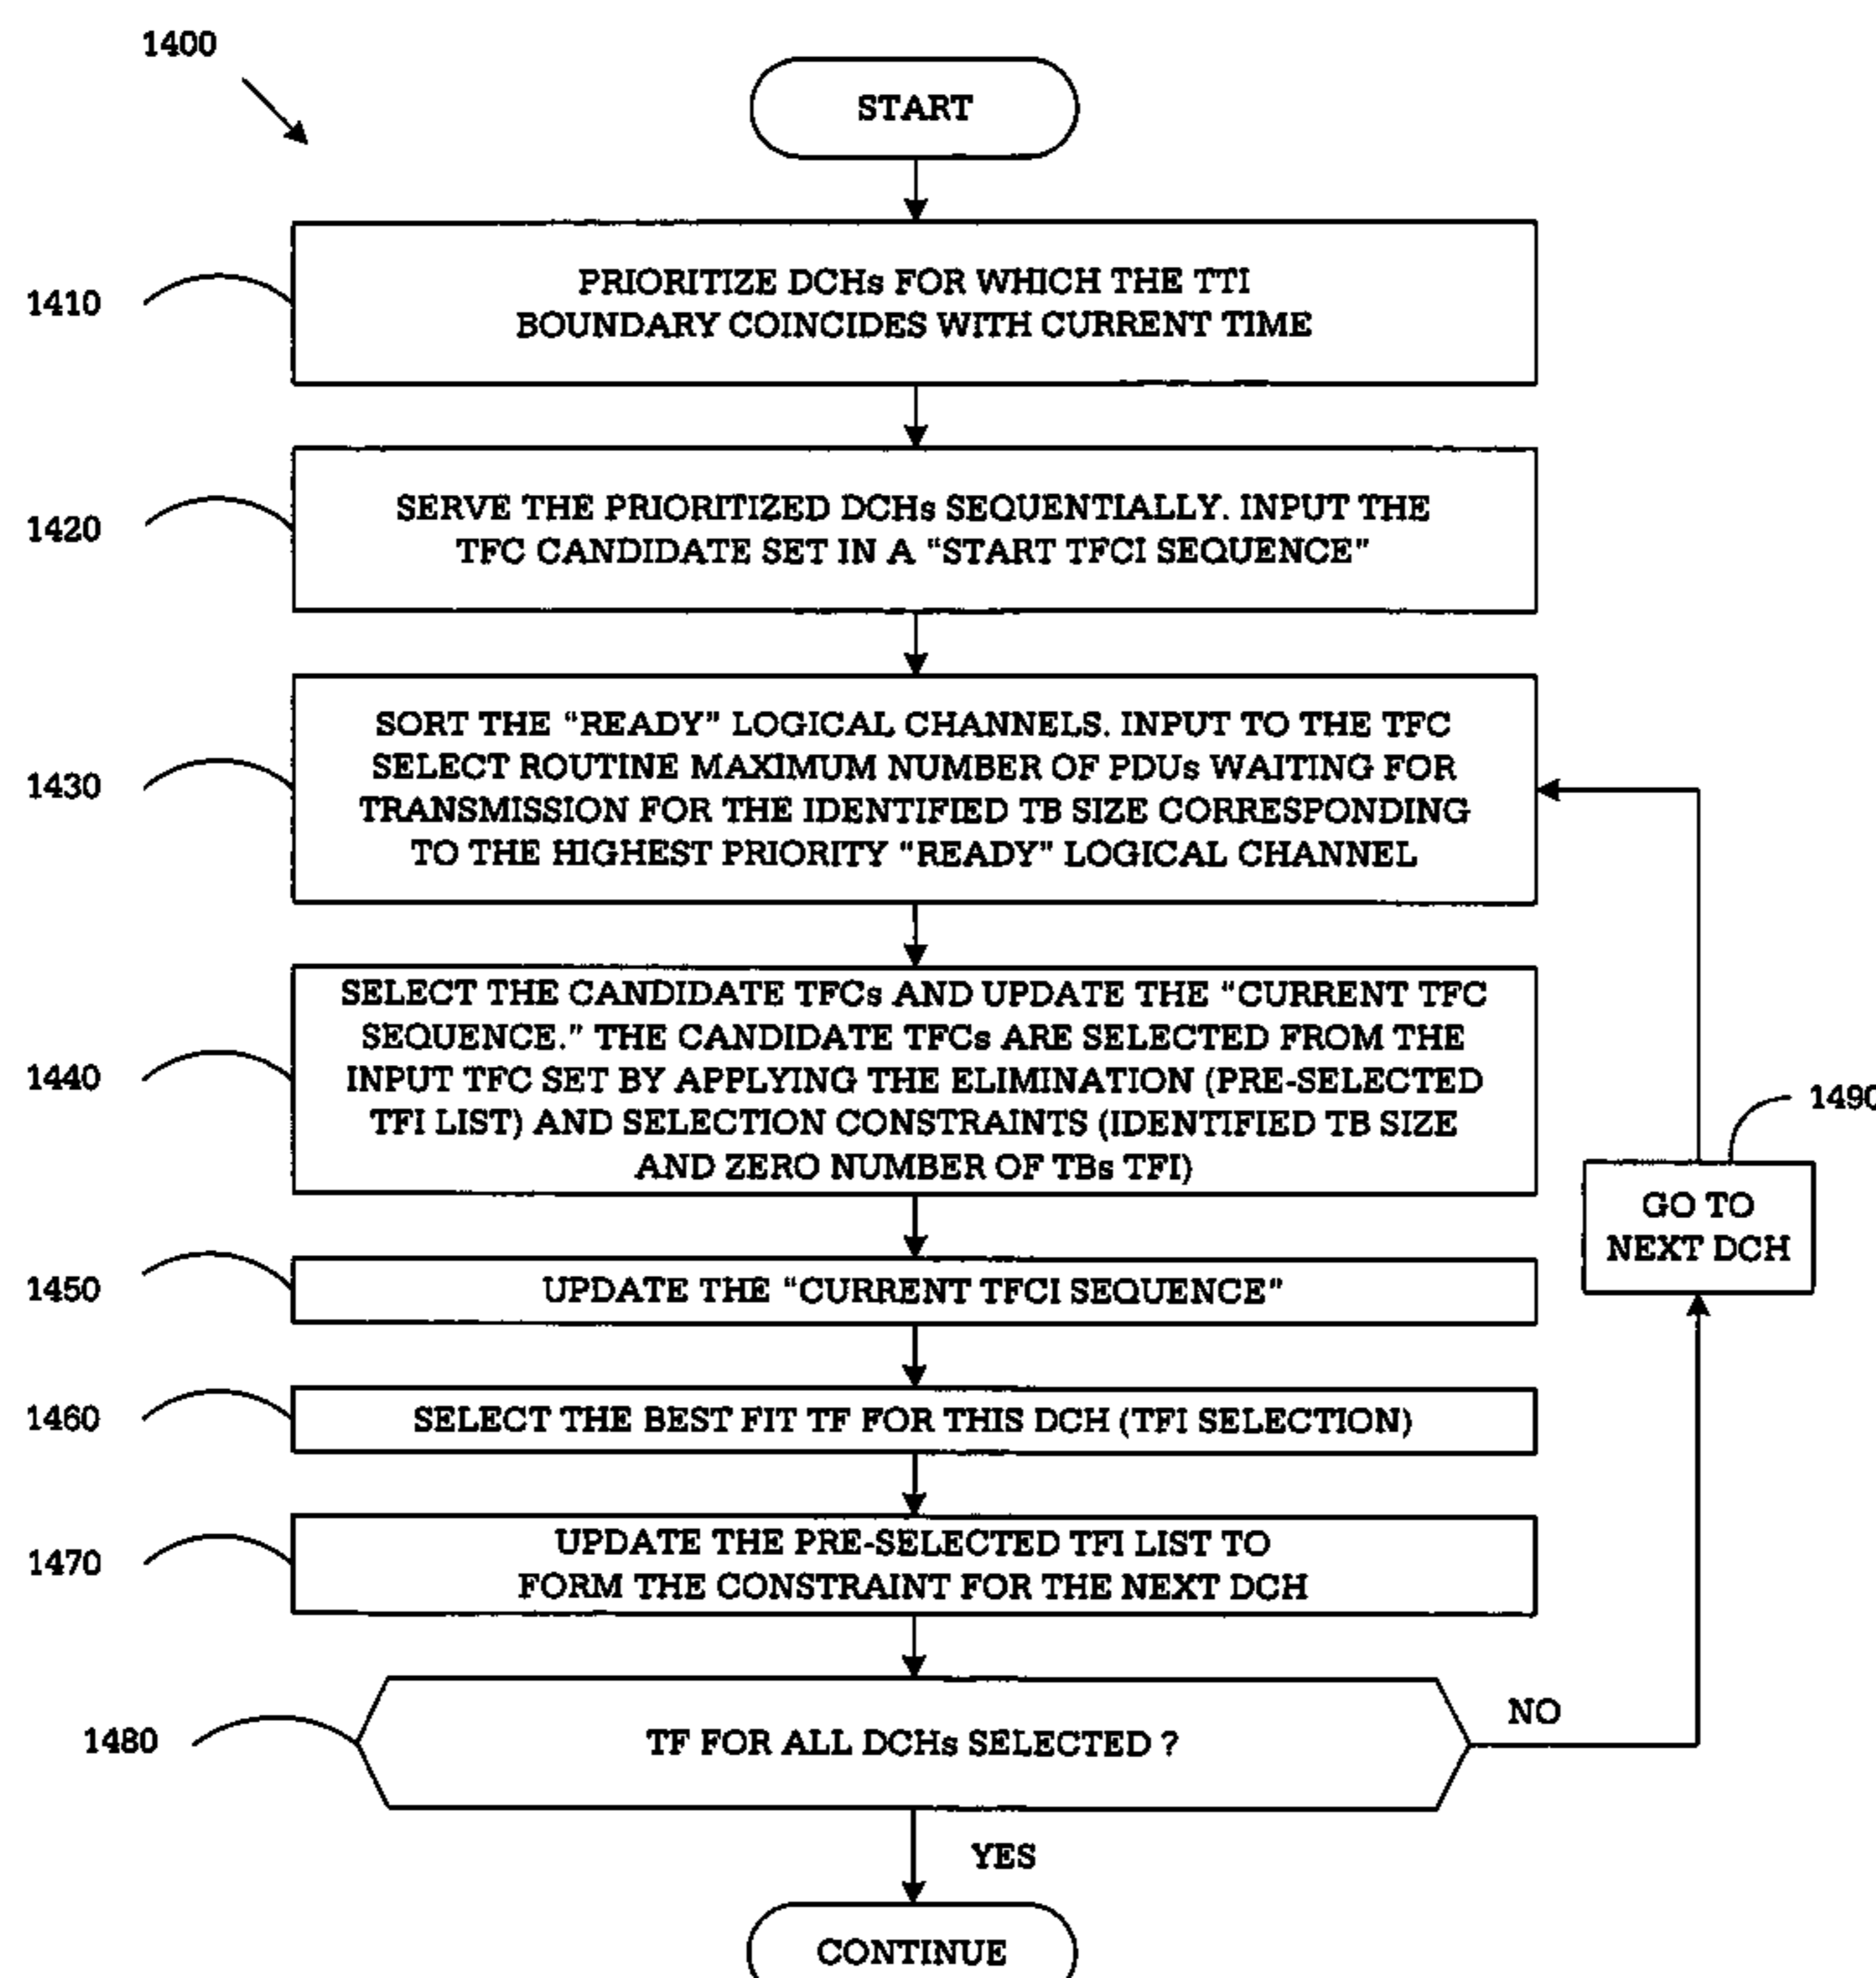 1400
START
1410
PRIORITIZE DCHs FOR WHICH THE TTI
BOUNDARY COINCIDES WITH CURRENT TIME
1420
SERVE THE PRIORITIZED DCHs SEQUENTIALLY. INPUT THE
TFC CANDIDATE SET IN A “START TFCI SEQUENCE”
1430
SORT THE “READY” LOGICAL CHANNELS. INPUT TO THE TFC
SELECT ROUTINE MAXIMUM NUMBER OF PDUs WAITING FOR
TRANSMISSION FOR THE IDENTIFIED TB SIZE CORRESPONDING
TO THE HIGHEST PRIORITY “READY” LOGICAL CHANNEL
1440
SELECT THE CANDIDATE TFCs AND UPDATE THE “CURRENT TFC
SEQUENCE.” THE CANDIDATE TFCs ARE SELECTED FROM THE
INPUT TFC SET BY APPLYING THE ELIMINATION (PRE-SELECTED
TFI LIST) AND SELECTION CONSTRAINTS (IDENTIFIED TB SIZE
AND ZERO NUMBER OF TBs TFI)
1490
GO TO
NEXT DCH
1450
UPDATE THE “CURRENT TFCI SEQUENCE”
1460
SELECT THE BEST FIT TF FOR THIS DCH (TFI SELECTION)
1470
UPDATE THE PRE-SELECTED TFI LIST TO
FORM THE CONSTRAINT FOR THE NEXT DCH
1480
TF FOR ALL DCHs SELECTED ?
NO
YES
CONTINUE